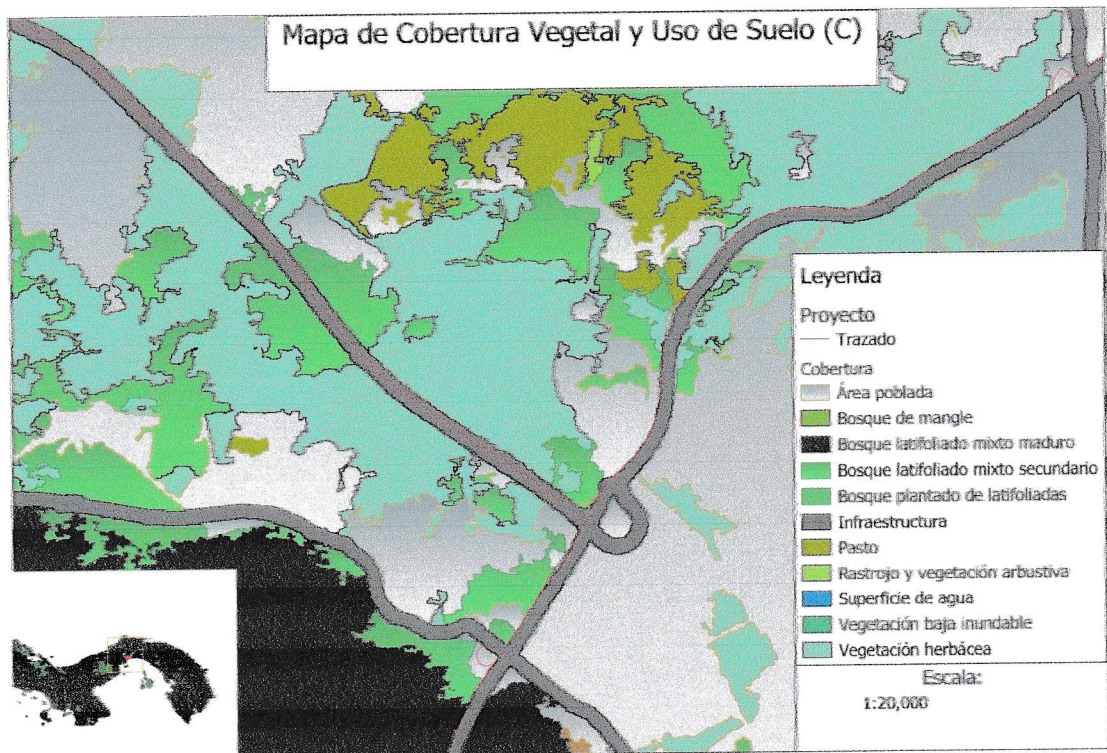 Mapa de Cobertura Vegetal y Uso de Suelo (C)
Leyenda
Proyecto
Trazado
Cobertura
Área poblada
Bosque de mangle
Bosque latifoliado mixto maduro
Bosque latifoliado mixto secundario
Bosque plantado de latifoliadas
Infraestructura
Pasto
Rastrojo y vegetación arbustiva
Superficie de agua
Vegetación baja inundable
Vegetación herbácea
Escala:
1:20,000